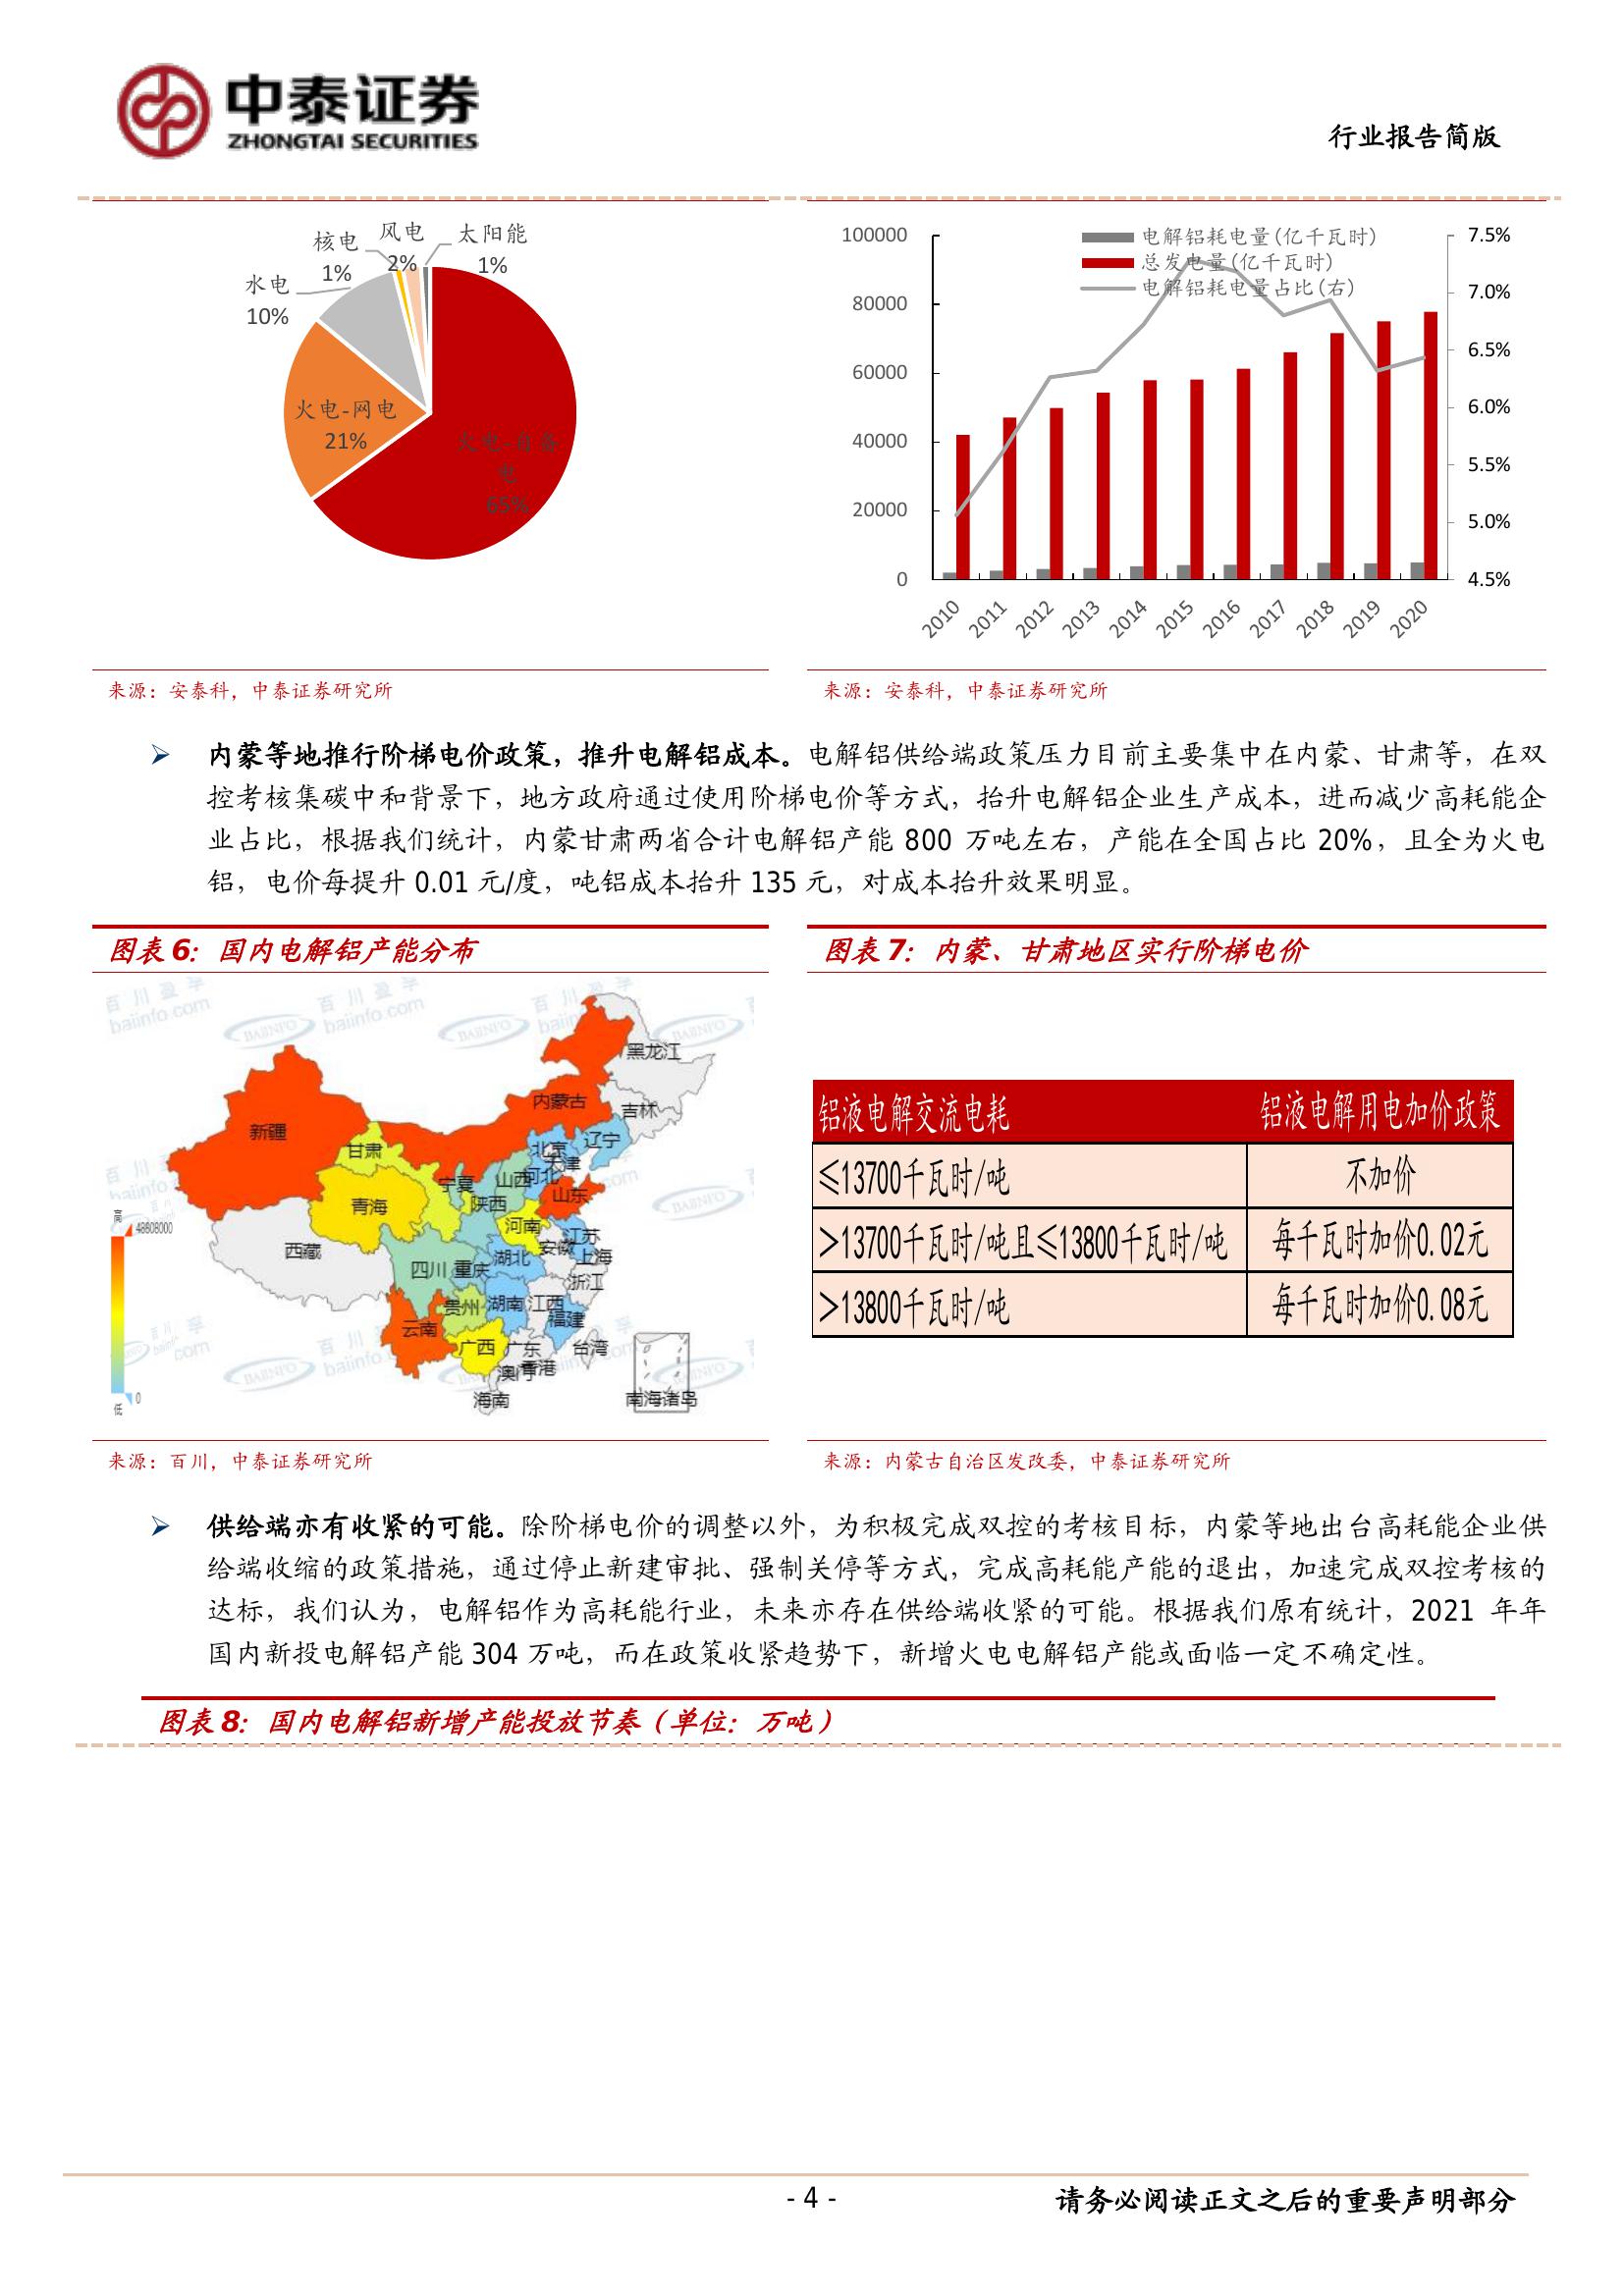 中泰证券
ZHONGTAI SECURITIES
行业报告简版
核电
1%
风电
2%
太阳能
1%
水电
10%
火电-网电
21%
火电-自备
电
65%
电解铝耗电量(亿千瓦时)
总发电量(亿千瓦时)
电解铝耗电量占比(右)
100000
80000
60000
40000
20000
0
7.5%
7.0%
6.5%
6.0%
5.5%
5.0%
4.5%
2010
2011
2012
2013
2014
2015
2016
2017
2018
2019
2020
来源：安泰科，中泰证券研究所
来源：安泰科，中泰证券研究所
内蒙等地推行阶梯电价政策，推升电解铝成本。电解铝供给端政策压力目前主要集中在内蒙、甘肃等，在双
控考核集碳中和背景下，地方政府通过使用阶梯电价等方式，抬升电解铝企业生产成本，进而减少高耗能企
业占比，根据我们统计，内蒙甘肃两省合计电解铝产能 800 万吨左右，产能在全国占比 20%，且全为火电
铝，电价每提升 0.01 元/度，吨铝成本抬升 135 元，对成本抬升效果明显。
图表 6：国内电解铝产能分布
图表 7：内蒙、甘肃地区实行阶梯电价
百川盈孚
baiinfo.com
BAIINFO
黑龙江
内蒙古
吉林
新疆
辽宁
北京
天津
甘肃
河北
山西
宁夏
山东
青海
陕西
河南
江苏
安徽
西藏
上海
湖北
四川
重庆
浙江
贵州
湖南
江西
福建
云南
广西
广东
台湾
香港
澳门
海南
南海诸岛
高
48608000
低
0
铝液电解交流电耗 铝液电解用电加价政策
≤13700千瓦时/吨 不加价
>13700千瓦时/吨且≤13800千瓦时/吨 每千瓦时加价0.02元
>13800千瓦时/吨 每千瓦时加价0.08元
来源：百川，中泰证券研究所
来源：内蒙古自治区发改委，中泰证券研究所
供给端亦有收紧的可能。除阶梯电价的调整以外，为积极完成双控的考核目标，内蒙等地出台高耗能企业供
给端收缩的政策措施，通过停止新建审批、强制关停等方式，完成高耗能产能的退出，加速完成双控考核的
达标，我们认为，电解铝作为高耗能行业，未来亦存在供给端收紧的可能。根据我们原有统计，2021 年年
国内新投电解铝产能 304 万吨，而在政策收紧趋势下，新增火电电解铝产能或面临一定不确定性。
图表 8：国内电解铝新增产能投放节奏（单位：万吨）
- 4 -
请务必阅读正文之后的重要声明部分